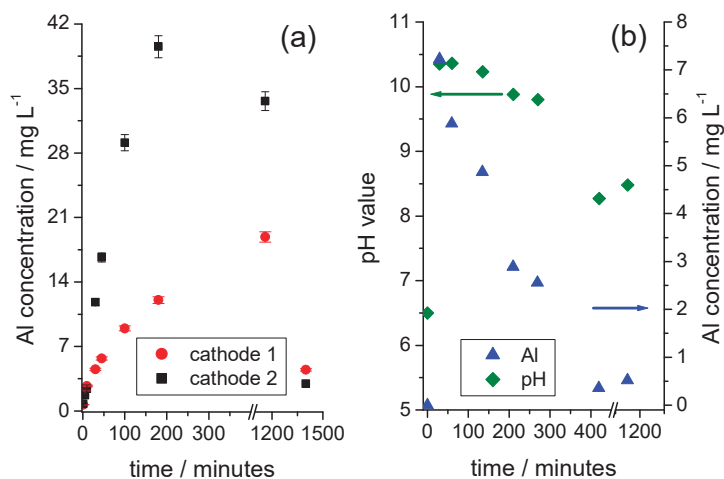 (a)
Al concentration / mg L⁻¹
42
35
28
21
14
7
0
cathode 1
cathode 2
0 100 200 300 1200 1500
time / minutes
(b)
pH value
11
10
9
8
7
6
5
Al
pH
8
7
6
5
4
3
2
1
0
Al concentration / mg L⁻¹
0 100 200 300 400 1200
time / minutes